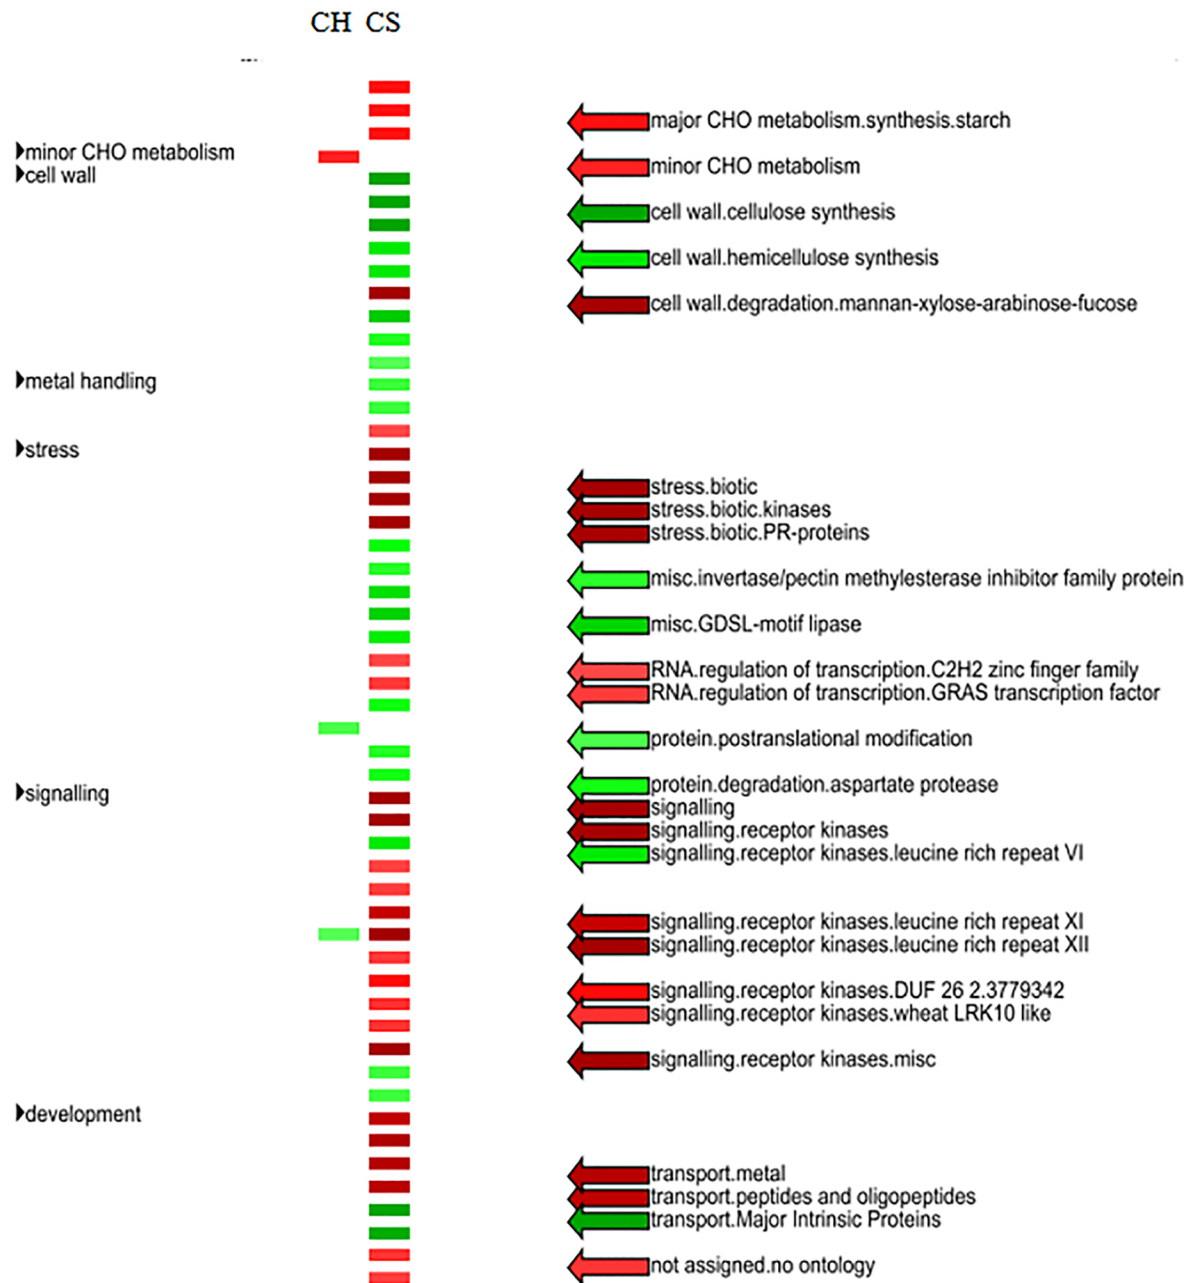 CH CS
major CHO metabolism.synthesis.starch
minor CHO metabolism
minor CHO metabolism
cell wall
cell wall.cellulose synthesis
cell wall.hemicellulose synthesis
cell wall.degradation.mannan-xylose-arabinose-fucose
metal handling
stress
stress.biotic
stress.biotic.kinases
stress.biotic.PR-proteins
misc.invertase/pectin methylesterase inhibitor family protein
misc.GDSL-motif lipase
RNA.regulation of transcription.C2H2 zinc finger family
RNA.regulation of transcription.GRAS transcription factor
protein.postranslational modification
protein.degradation.aspartate protease
signalling
signalling
signalling.receptor kinases
signalling.receptor kinases.leucine rich repeat VI
signalling.receptor kinases.leucine rich repeat XI
signalling.receptor kinases.leucine rich repeat XII
signalling.receptor kinases.DUF 26 2.3779342
signalling.receptor kinases.wheat LRK10 like
signalling.receptor kinases.misc
development
transport.metal
transport.peptides and oligopeptides
transport.Major Intrinsic Proteins
not assigned.no ontology